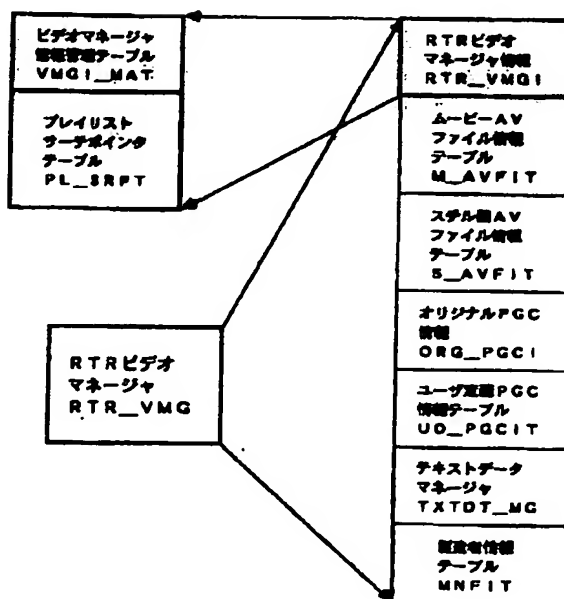 ビデオマネージャ
情報管理テーブル
VMGI_MAT
プレイリスト
サーチポインタ
テーブル
PL_SRPT
RTRビデオ
マネージャ
RTR_VMG
RTRビデオ
マネージャ情報
RTR_VMGI
ムービーAV
ファイル情報
テーブル
M_AVFIT
スチル画AV
ファイル情報
テーブル
S_AVFIT
オリジナルPGC
情報
ORG_PGCI
ユーザ定義PGC
情報テーブル
UD_PGCIT
テキストデータ
マネージャ
TXTDT_MG
製造者情報
テーブル
MNFIT